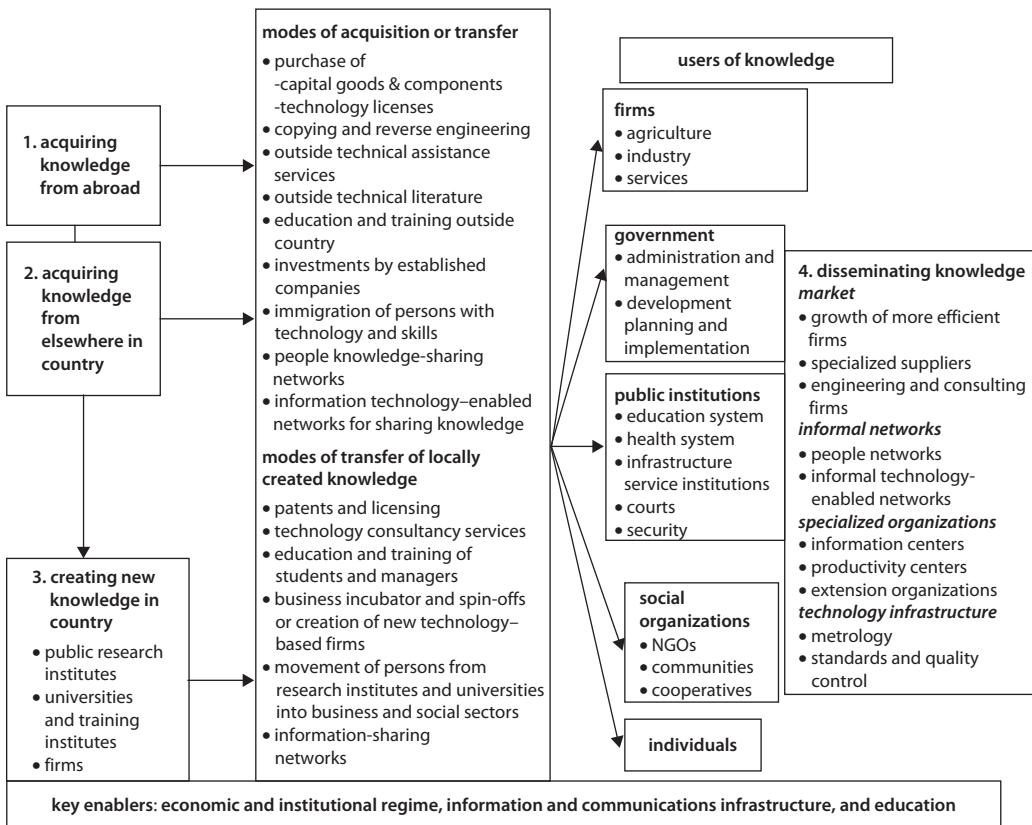 1. acquiring
knowledge
from abroad
2. acquiring
knowledge
from
elsewhere in
country
3. creating new
knowledge in
country
• public research
institutes
• universities
and training
institutes
• firms
modes of acquisition or transfer
• purchase of
-capital goods & components
-technology licenses
• copying and reverse engineering
• outside technical assistance
services
• outside technical literature
• education and training outside
country
• investments by established
companies
• immigration of persons with
technology and skills
• people knowledge-sharing
networks
• information technology–enabled
networks for sharing knowledge
modes of transfer of locally
created knowledge
• patents and licensing
• technology consultancy services
• education and training of
students and managers
• business incubator and spin-offs
or creation of new technology–
based firms
• movement of persons from
research institutes and universities
into business and social sectors
• information-sharing
networks
users of knowledge
firms
• agriculture
• industry
• services
government
• administration and
management
• development
planning and
implementation
public institutions
• education system
• health system
• infrastructure
service institutions
• courts
• security
social
organizations
• NGOs
• communities
• cooperatives
individuals
4. disseminating knowledge
market
• growth of more efficient
firms
• specialized suppliers
• engineering and consulting
firms
informal networks
• people networks
• informal technology-
enabled networks
specialized organizations
• information centers
• productivity centers
• extension organizations
technology infrastructure
• metrology
• standards and quality
control
key enablers: economic and institutional regime, information and communications infrastructure, and education